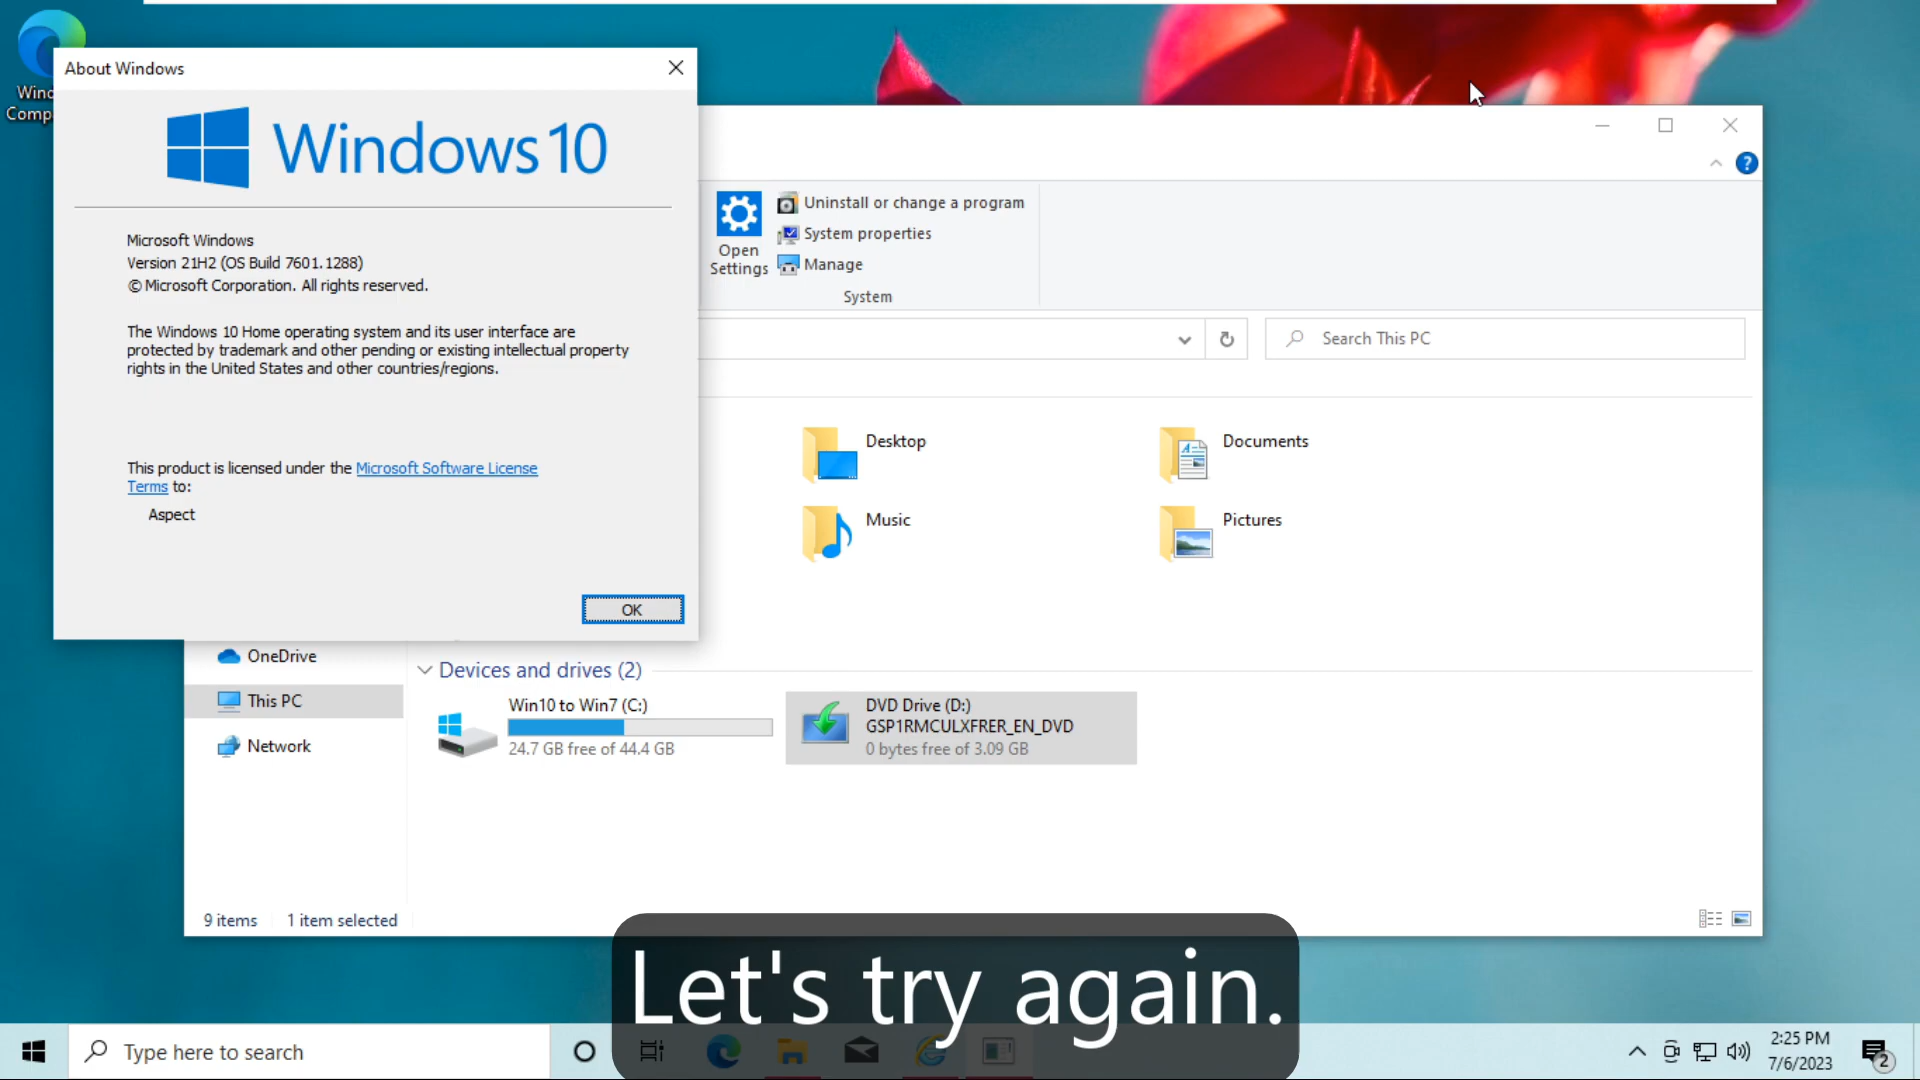 Wind
Comp
About Windows
Windows 10
Microsoft Windows
Version 21H2 (OS Build 7601.1288)
© Microsoft Corporation. All rights reserved.
The Windows 10 Home operating system and its user interface are
protected by trademark and other pending or existing intellectual property
rights in the United States and other countries/regions.
This product is licensed under the Microsoft Software License
Terms to:
Aspect
OK
Open
Settings
Uninstall or change a program
System properties
Manage
System
Search This PC
Desktop
Documents
Music
Pictures
OneDrive
This PC
Network
Devices and drives (2)
Win10 to Win7 (C:)
24.7 GB free of 44.4 GB
DVD Drive (D:)
GSP1RMCULXFRER_EN_DVD
0 bytes free of 3.09 GB
9 items
1 item selected
Let's try again.
Type here to search
2:25 PM
7/6/2023
2